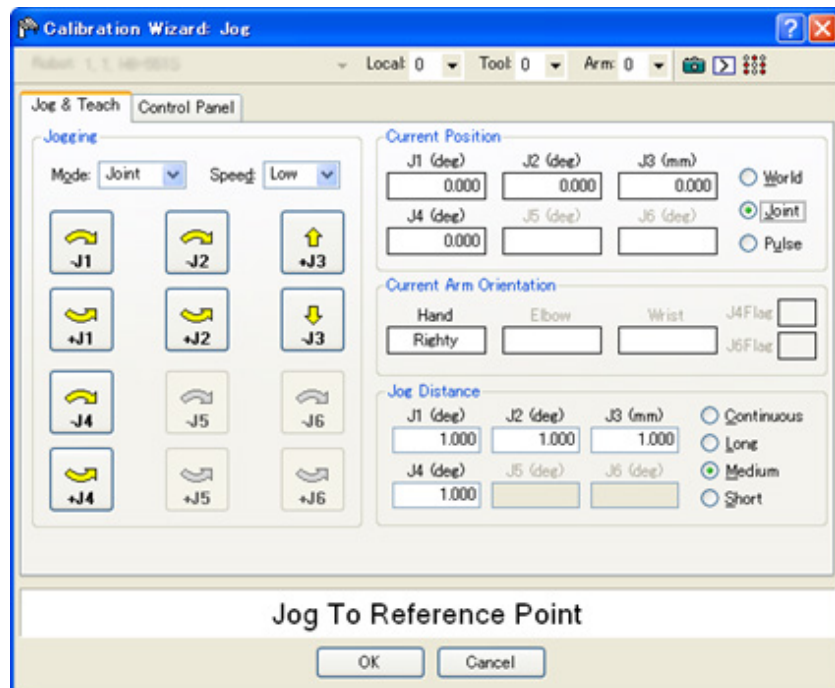 Calibration Wizard: Jog
Local: 0 Tool: 0 Arm: 0
Jog & Teach Control Panel
Jogging
Mode: Joint Speed: Low
-J1 -J2 +J3
+J1 +J2 -J3
-J4 -J5 -J6
+J4 +J5 +J6
Current Position
J1 (deg) J2 (deg) J3 (mm)
0.000 0.000 0.000
J4 (deg) J5 (deg) J6 (deg)
0.000
World
Joint
Pulse
Current Arm Orientation
Hand Elbow Wrist
Righty
J4Flag
J6Flag
Jog Distance
J1 (deg) J2 (deg) J3 (mm)
1.000 1.000 1.000
J4 (deg) J5 (deg) J6 (deg)
1.000
Continuous
Long
Medium
Short
Jog To Reference Point
OK Cancel